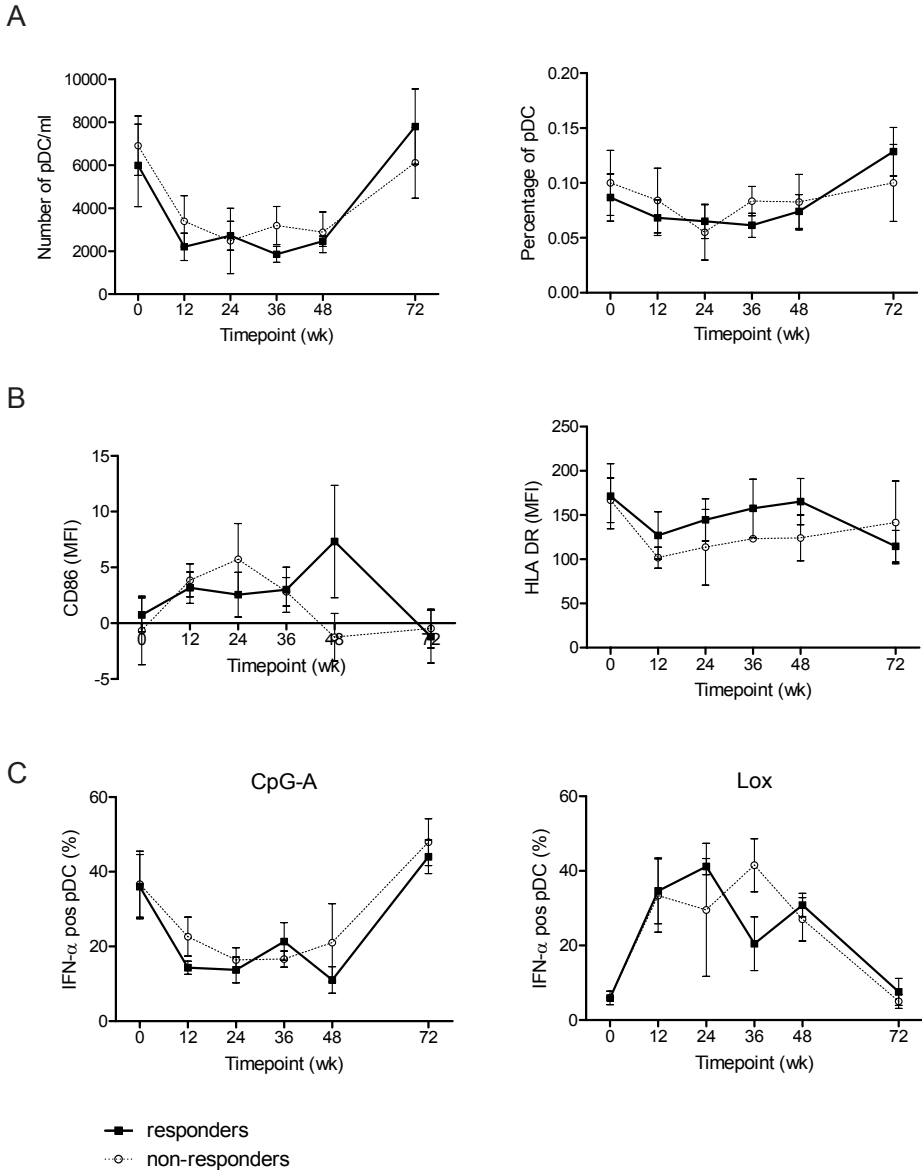 A
Number of pDC/ml
10000
8000
6000
4000
2000
0
0 12 24 36 48 72
Timepoint (wk)
Percentage of pDC
0.20
0.15
0.10
0.05
0.00
0 12 24 36 48 72
Timepoint (wk)
B
CD86 (MFI)
15
10
5
0
-5
0 12 24 36 48 72
Timepoint (wk)
HLA DR (MFI)
250
200
150
100
50
0
0 12 24 36 48 72
Timepoint (wk)
C
CpG-A
IFN-α pos pDC (%)
60
40
20
0
0 12 24 36 48 72
Timepoint (wk)
Lox
IFN-α pos pDC (%)
60
40
20
0
0 12 24 36 48 72
Timepoint (wk)
responders
non-responders